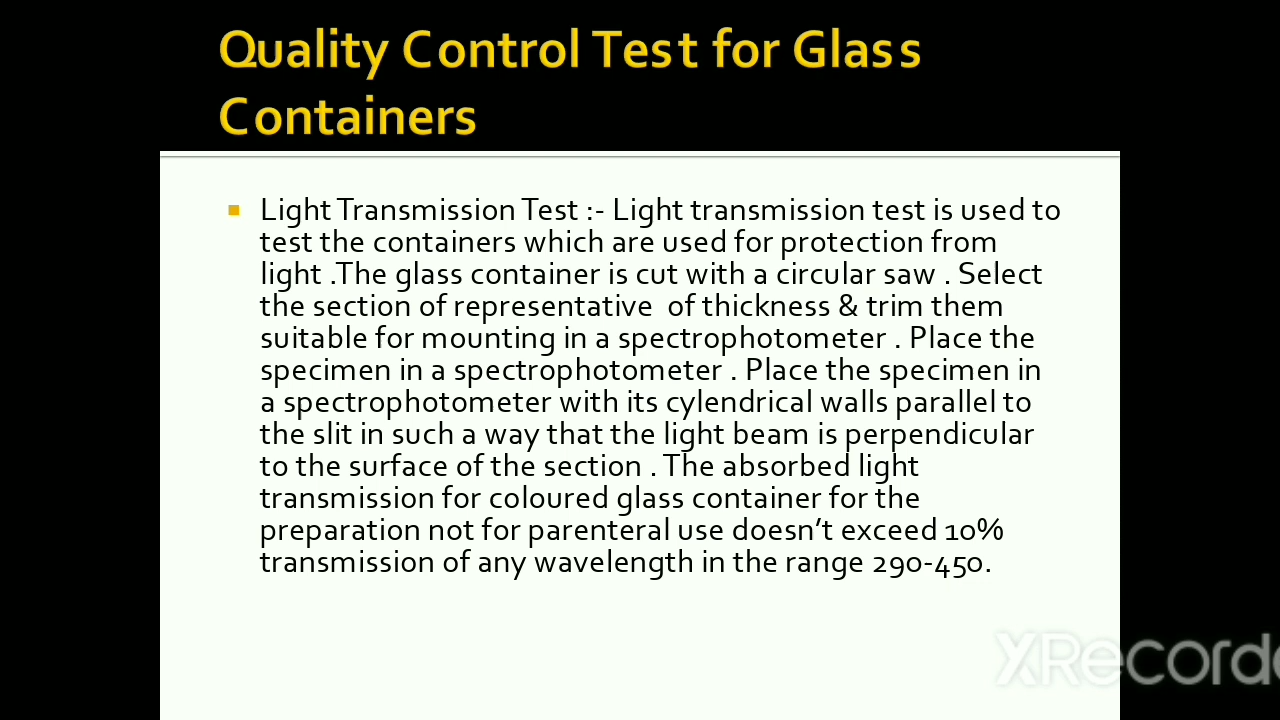 Quality Control Test for Glass
Containers
Light Transmission Test :- Light transmission test is used to
test the containers which are used for protection from
light .The glass container is cut with a circular saw . Select
the section of representative of thickness & trim them
suitable for mounting in a spectrophotometer . Place the
specimen in a spectrophotometer . Place the specimen in
a spectrophotometer with its cylendrical walls parallel to
the slit in such a way that the light beam is perpendicular
to the surface of the section . The absorbed light
transmission for coloured glass container for the
preparation not for parenteral use doesn’t exceed 10%
transmission of any wavelength in the range 290-450.
XRecorde